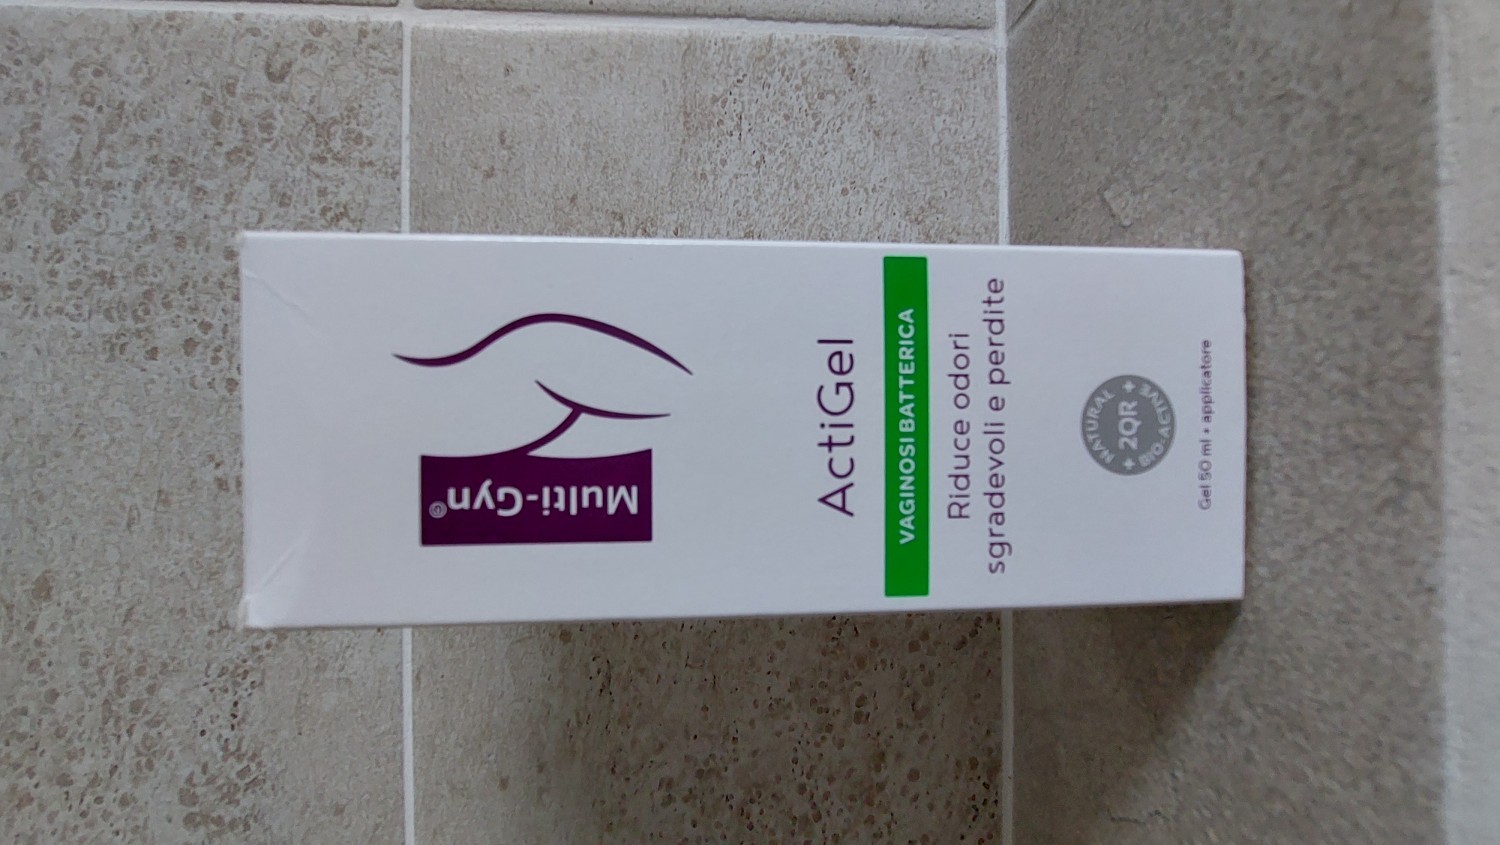 Multi-Gyn©
ActiGel
VAGINOSI BATTERICA
Riduce odori
sgradevoli e perdite
NATURAL
+ 2QR +
BIO-ACTIVE
Gel 50 ml + applicatore